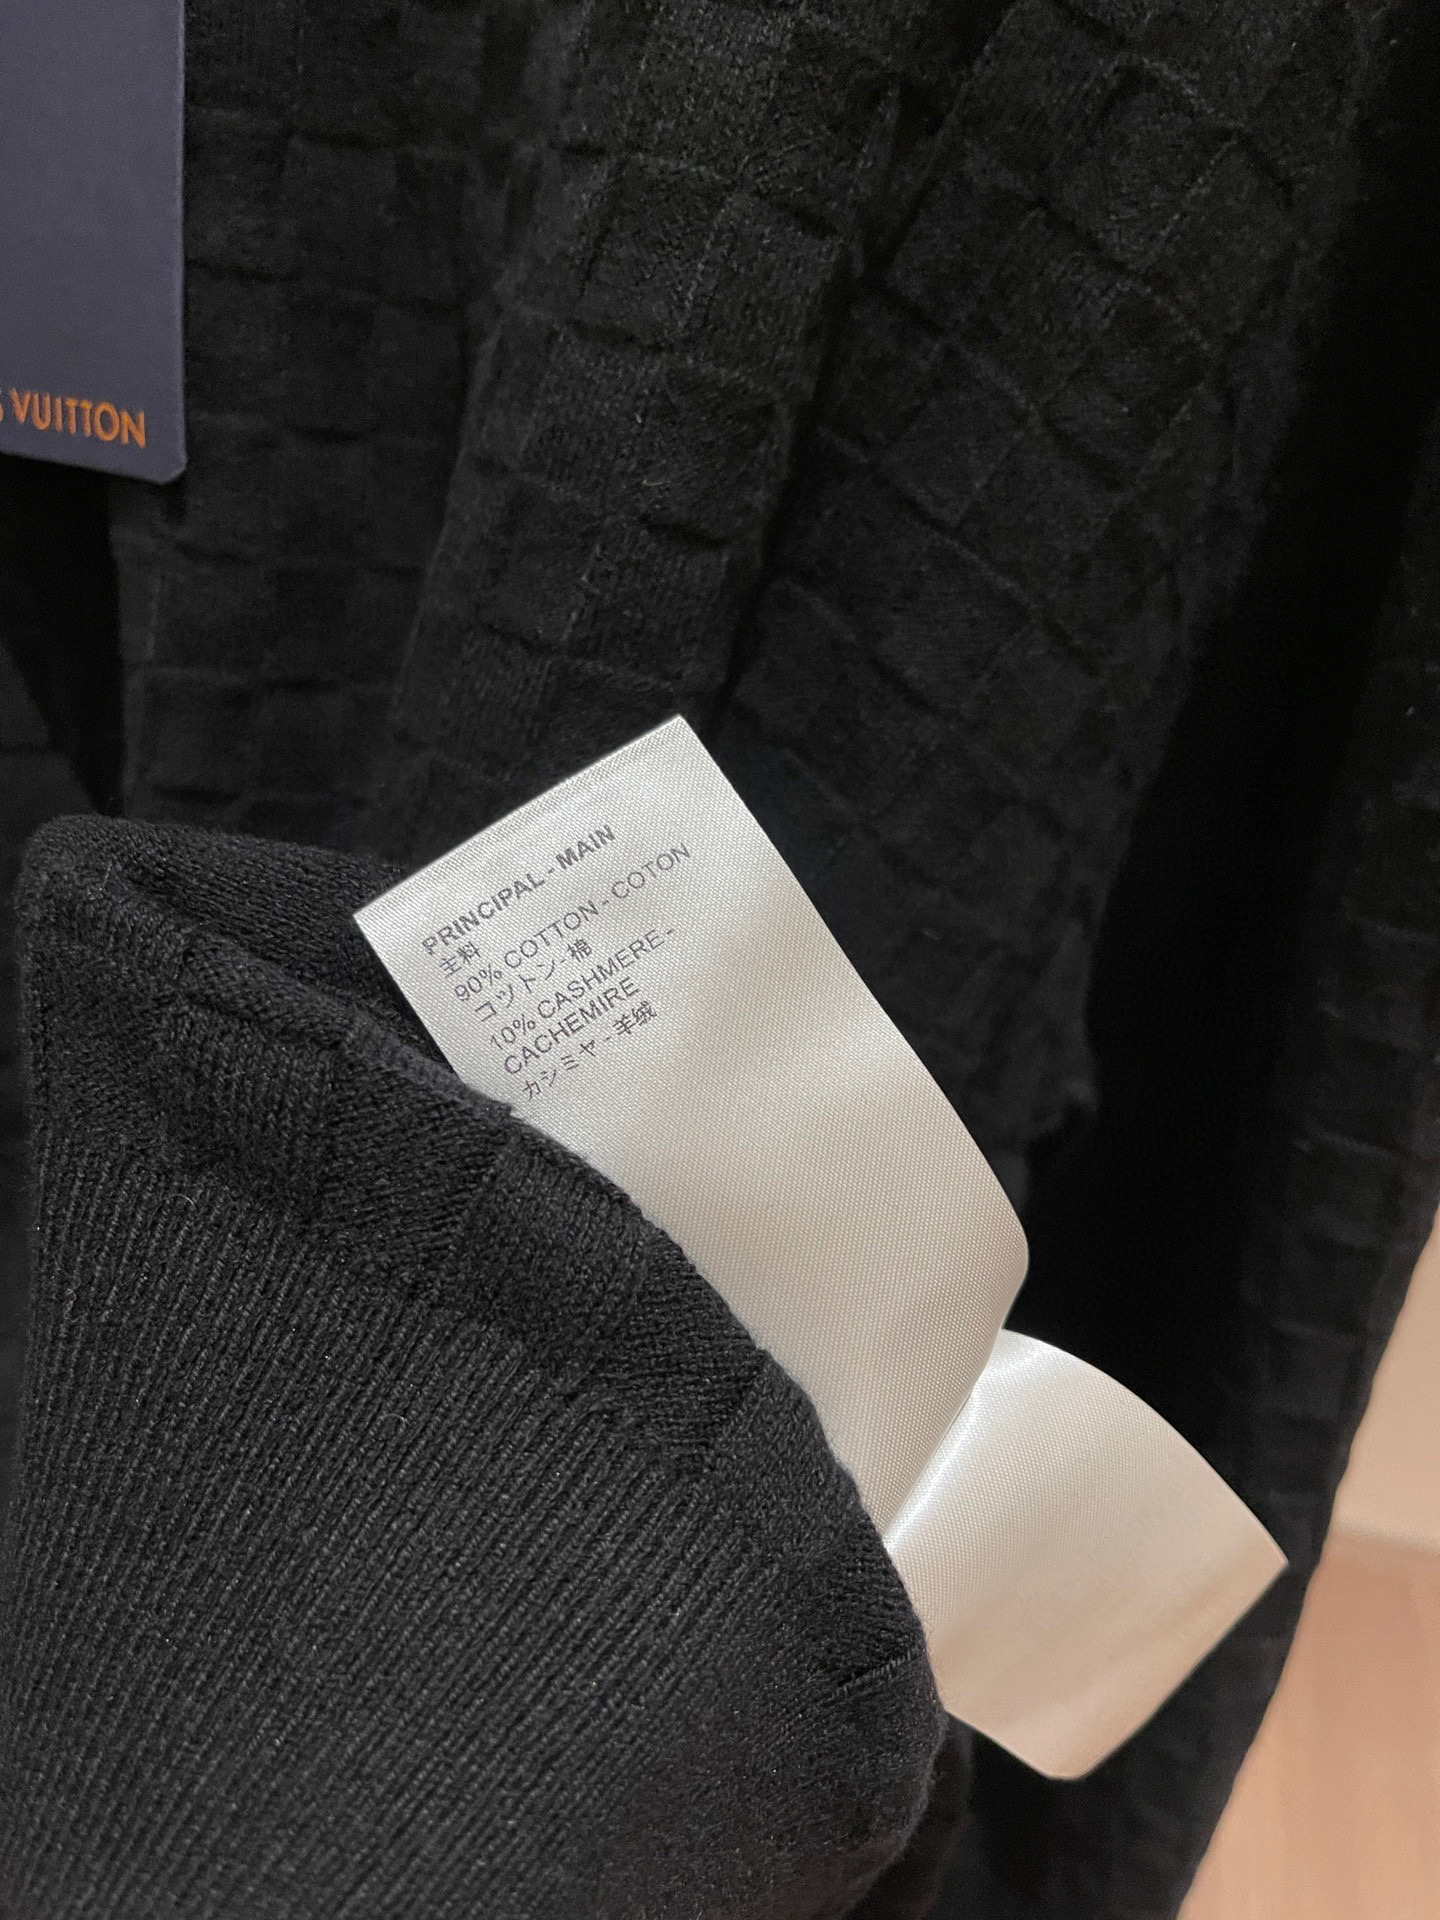 VUITTON
PRINCIPAL - MAIN
主料
90% COTTON - COTON
コットン - 棉
10% CASHMERE -
CACHEMIRE
カシミヤ - 羊绒